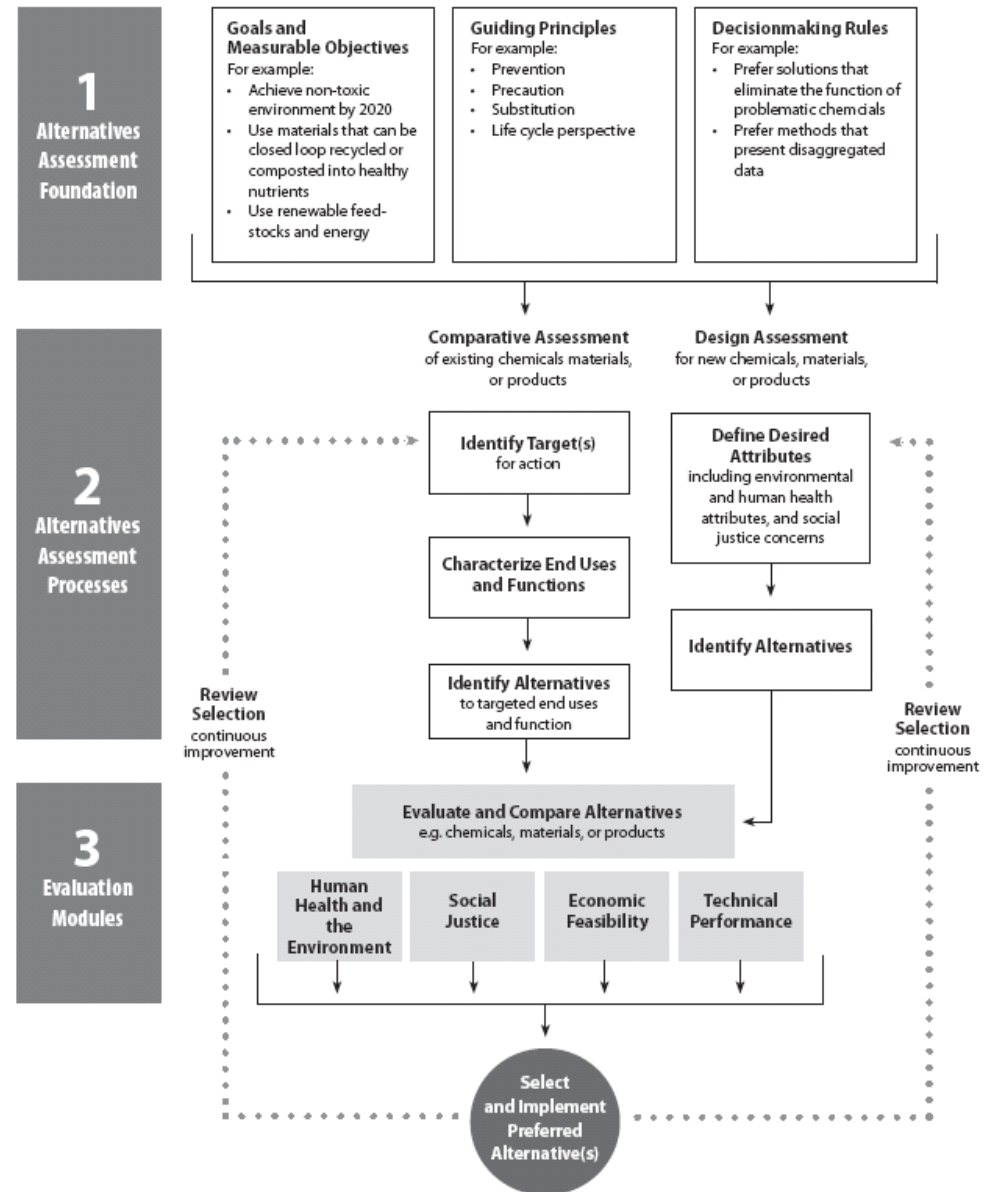 1
Alternatives
Assessment
Foundation
Goals and
Measurable Objectives
For example:
• Achieve non-toxic
environment by 2020
• Use materials that can be
closed loop recycled or
composted into healthy
nutrients
• Use renewable feed-
stocks and energy
Guiding Principles
For example:
• Prevention
• Precaution
• Substitution
• Life cycle perspective
Decisionmaking Rules
For example:
• Prefer solutions that
eliminate the function of
problematic chemcials
• Prefer methods that
present disaggregated
data
2
Alternatives
Assessment
Processes
Comparative Assessment
of existing chemicals materials,
or products
Design Assessment
for new chemicals, materials,
or products
Identify Target(s)
for action
Characterize End Uses
and Functions
Identify Alternatives
to targeted end uses
and function
Define Desired
Attributes
including environmental
and human health
attributes, and social
justice concerns
Identify Alternatives
Review
Selection
continuous
improvement
Review
Selection
continuous
improvement
3
Evaluation
Modules
Evaluate and Compare Alternatives
e.g. chemicals, materials, or products
Human
Health and
the
Environment
Social
Justice
Economic
Feasibility
Technical
Performance
Select
and Implement
Preferred
Alternative(s)